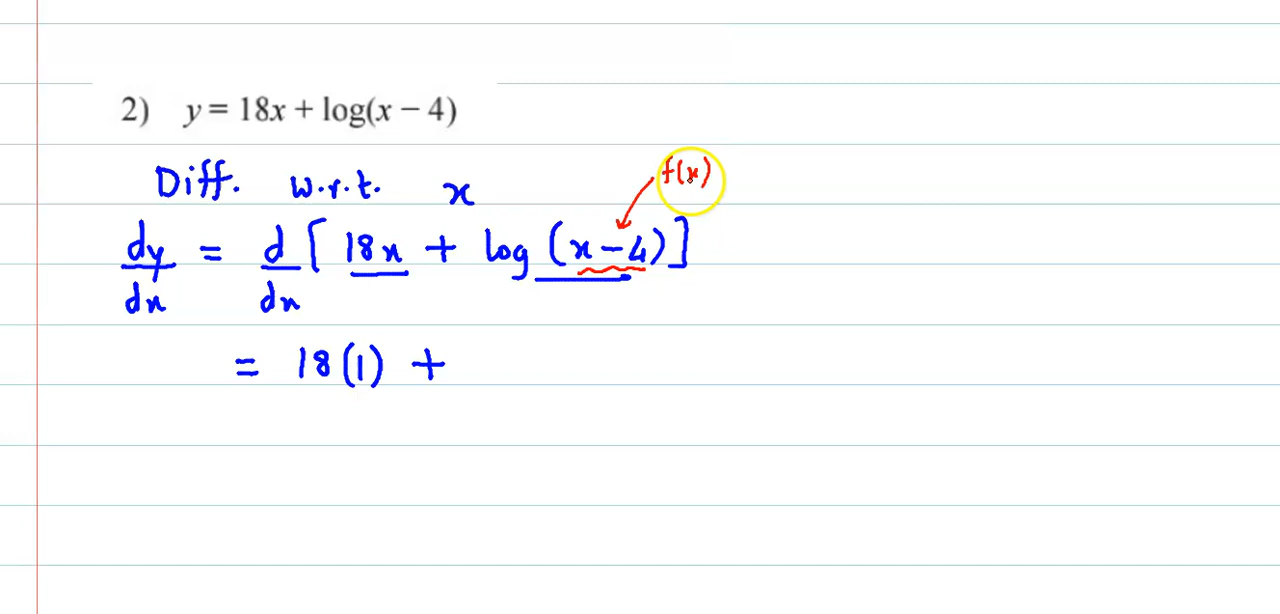 2) y = 18x + log(x − 4)
Diff. w.r.t. x
f(x)
dy/dx = d/dx [18x + log (x-4)]
= 18(1) +